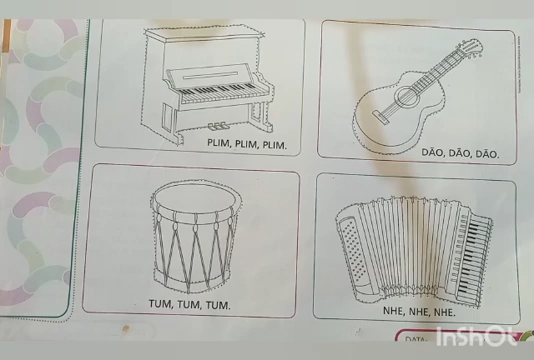 PLIM, PLIM, PLIM.
DÃO, DÃO, DÃO.
TUM, TUM, TUM.
NHE, NHE, NHE.
DATA:
InShOt